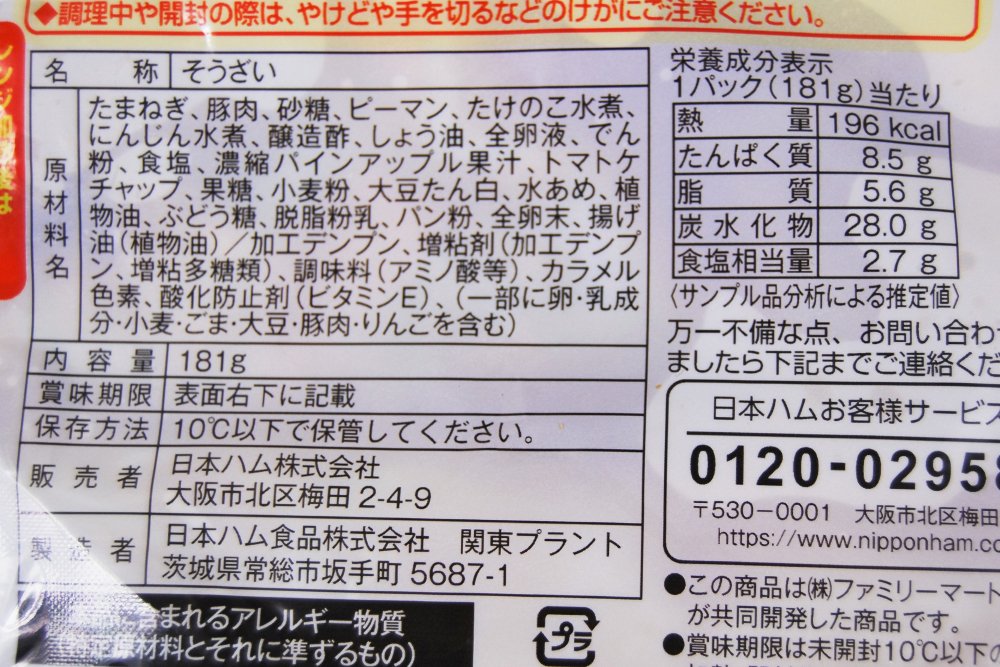 ◆調理中や開封の際は、やけどや手を切るなどのけがにご注意ください。
名称 そうざい
原材料名
たまねぎ、豚肉、砂糖、ピーマン、たけのこ水煮、
にんじん水煮、醸造酢、しょう油、全卵液、でん
粉、食塩、濃縮パインアップル果汁、トマトケ
チャップ、果糖、小麦粉、大豆たん白、水あめ、植
物油、ぶどう糖、脱脂粉乳、パン粉、全卵末、揚げ
油(植物油)/加工デンプン、増粘剤(加工デンプ
ン、増粘多糖類)、調味料(アミノ酸等)、カラメル
色素、酸化防止剤(ビタミンE)、(一部に卵・乳成
分・小麦・ごま・大豆・豚肉・りんごを含む)
内容量 181g
賞味期限 表面右下に記載
保存方法 10℃以下で保管してください。
販売者 日本ハム株式会社
大阪市北区梅田 2-4-9
製造者 日本ハム食品株式会社 関東プラント
茨城県常総市坂手町 5687-1
に含まれるアレルギー物質
(特定原材料とそれに準ずるもの)
プラ
栄養成分表示
1パック(181g)当たり
熱量 196 kcal
たんぱく質 8.5 g
脂質 5.6 g
炭水化物 28.0 g
食塩相当量 2.7 g
〈サンプル品分析による推定値〉
万一不備な点、お問い合わ
ましたら下記までご連絡くだ
日本ハムお客様サービス
0120-02958
〒530-0001 大阪市北区梅田
https://www.nipponham.co
●この商品は㈱ファミリーマート
が共同開発した商品です。
●賞味期限は未開封10℃以下の